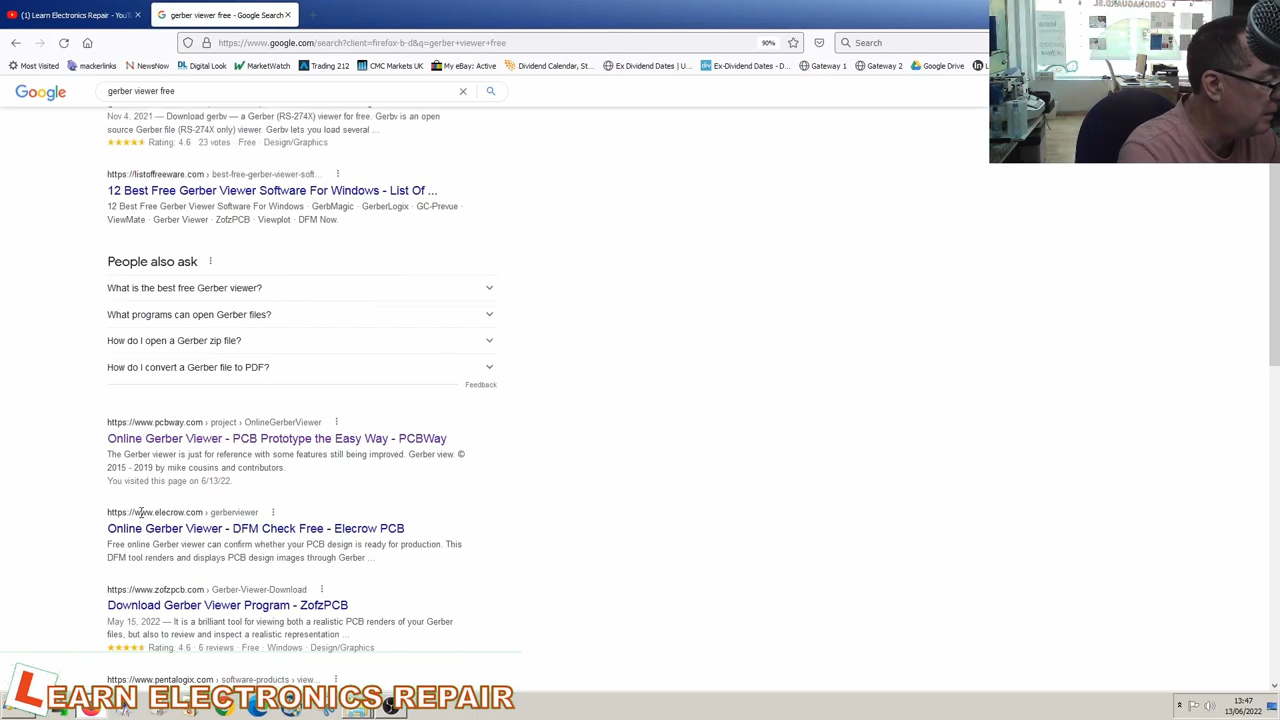 (1) Learn Electronics Repair - YouT
gerber viewer free - Google Search
https://www.google.com/search?client=firefox-b-d&q=gerber+viewer+free
90%
Search
Most Visited
mackerlinks
NewsNow
Digital Look
MarketWatch
Trading 212
CMC Markets UK
My eBay: Active
Dividend Calendar, St...
Ex Dividend Dates | U...
Ex-Dividend Dates - D...
Gateway 1
Gateway 2
Google Drive
Google
gerber viewer free
Nov 4, 2021 — Download gerbv — a Gerber (RS-274X) viewer for free. Gerbv is an open
source Gerber file (RS-274X only) viewer. Gerbv lets you load several ...
Rating: 4.6 · 23 votes · Free · Design/Graphics
https://listoffreeware.com › best-free-gerber-viewer-soft...
12 Best Free Gerber Viewer Software For Windows - List Of ...
12 Best Free Gerber Viewer Software For Windows · GerbMagic · GerberLogix · GC-Prevue ·
ViewMate · Gerber Viewer · ZofzPCB · Viewplot · DFM Now.
People also ask
What is the best free Gerber viewer?
What programs can open Gerber files?
How do I open a Gerber zip file?
How do I convert a Gerber file to PDF?
Feedback
https://www.pcbway.com › project › OnlineGerberViewer
Online Gerber Viewer - PCB Prototype the Easy Way - PCBWay
The Gerber viewer is just for reference with some features still being improved. Gerber view. ©
2015 - 2019 by mike cousins and contributors.
You visited this page on 6/13/22.
https://www.elecrow.com › gerberviewer
Online Gerber Viewer - DFM Check Free - Elecrow PCB
Free online Gerber viewer can confirm whether your PCB design is ready for production. This
DFM tool renders and displays PCB design images through Gerber ...
https://www.zofzpcb.com › Gerber-Viewer-Download
Download Gerber Viewer Program - ZofzPCB
May 15, 2022 — It is a brilliant tool for viewing both a realistic PCB renders of your Gerber
files, but also to review and inspect a realistic representation ...
Rating: 4.6 · 6 reviews · Free · Windows · Design/Graphics
https://www.pentalogix.com › software-products › view...
LEARN ELECTRONICS REPAIR
13:47
13/06/2022